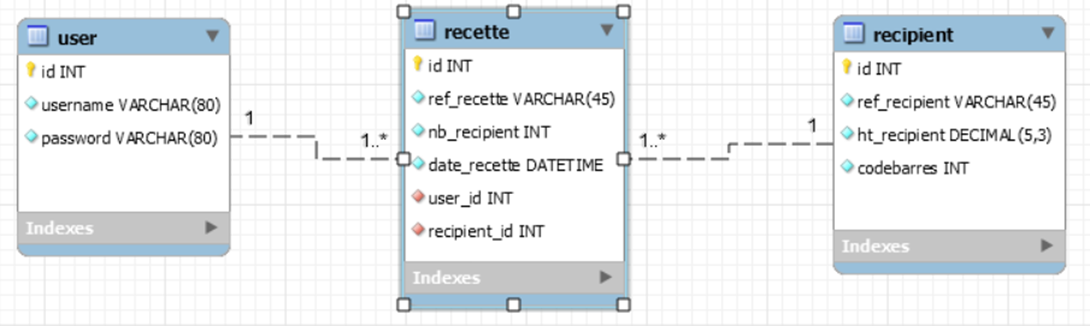 user
id INT
username VARCHAR(80)
password VARCHAR(80)
Indexes
1
1..*
recette
id INT
ref_recette VARCHAR(45)
nb_recipient INT
date_recette DATETIME
user_id INT
recipient_id INT
Indexes
1..*
1
recipient
id INT
ref_recipient VARCHAR(45)
ht_recipient DECIMAL(5,3)
codebarres INT
Indexes